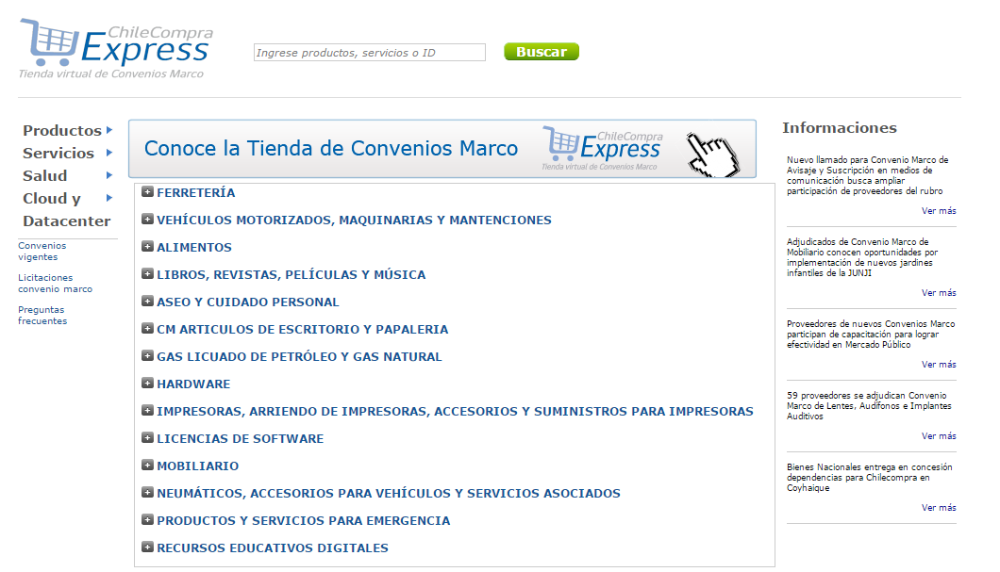 ChileCompra
Express
Tienda virtual de Convenios Marco
Ingrese productos, servicios o ID
Buscar
Productos
Servicios
Salud
Cloud y
Datacenter
Convenios
vigentes
Licitaciones
convenio marco
Preguntas
frecuentes
Conoce la Tienda de Convenios Marco
ChileCompra
Express
Tienda virtual de Convenios Marco
FERRETERÍA
VEHÍCULOS MOTORIZADOS, MAQUINARIAS Y MANTENCIONES
ALIMENTOS
LIBROS, REVISTAS, PELÍCULAS Y MÚSICA
ASEO Y CUIDADO PERSONAL
CM ARTICULOS DE ESCRITORIO Y PAPALERIA
GAS LICUADO DE PETRÓLEO Y GAS NATURAL
HARDWARE
IMPRESORAS, ARRIENDO DE IMPRESORAS, ACCESORIOS Y SUMINISTROS PARA IMPRESORAS
LICENCIAS DE SOFTWARE
MOBILIARIO
NEUMÁTICOS, ACCESORIOS PARA VEHÍCULOS Y SERVICIOS ASOCIADOS
PRODUCTOS Y SERVICIOS PARA EMERGENCIA
RECURSOS EDUCATIVOS DIGITALES
Informaciones
Nuevo llamado para Convenio Marco de
Avisaje y Suscripción en medios de
comunicación busca ampliar
participación de proveedores del rubro
Ver más
Adjudicados de Convenio Marco de
Mobiliario conocen oportunidades por
implementación de nuevos jardines
infantiles de la JUNJI
Ver más
Proveedores de nuevos Convenios Marco
participan de capacitación para lograr
efectividad en Mercado Público
Ver más
59 proveedores se adjudican Convenio
Marco de Lentes, Audífonos e Implantes
Auditivos
Ver más
Bienes Nacionales entrega en concesión
dependencias para Chilecompra en
Coyhaique
Ver más